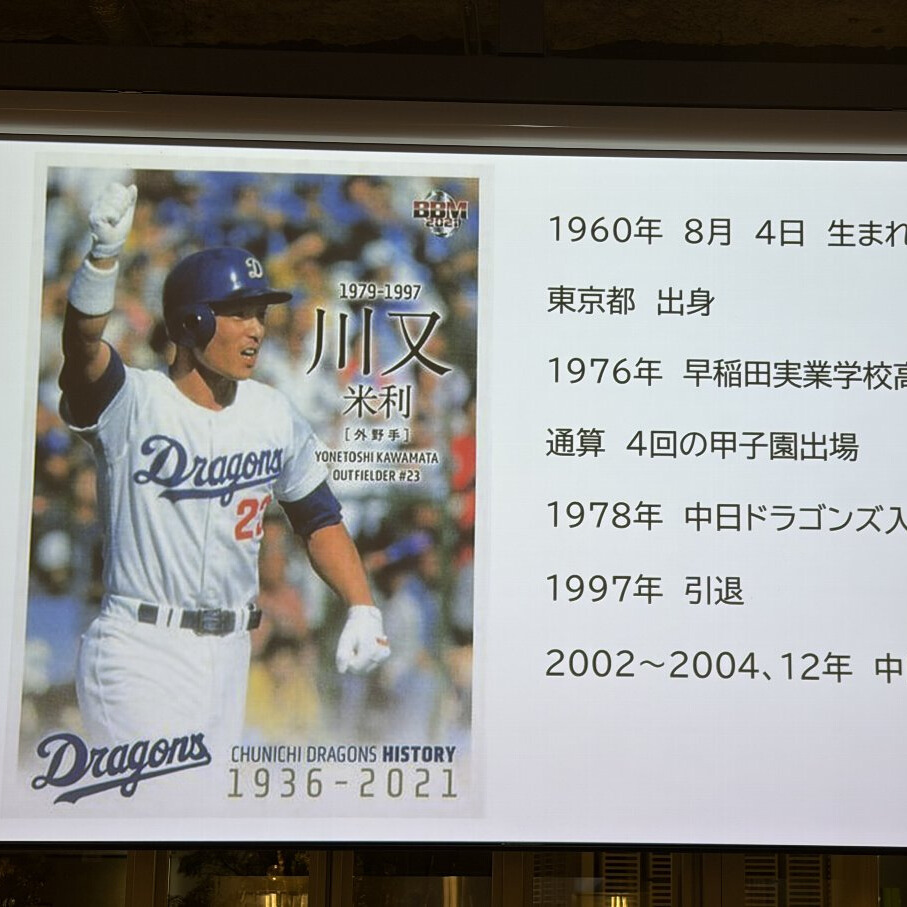 BBM
2021
1979-1997
川又
米利
[外野手]
YONETOSHI KAWAMATA
OUTFIELDER #23
D
Dragons
Dragons
CHUNICHI DRAGONS HISTORY
1936-2021
1960年 8月 4日 生まれ
東京都 出身
1976年 早稲田実業学校高
通算 4回の甲子園出場
1978年 中日ドラゴンズ入
1997年 引退
2002～2004、12年 中